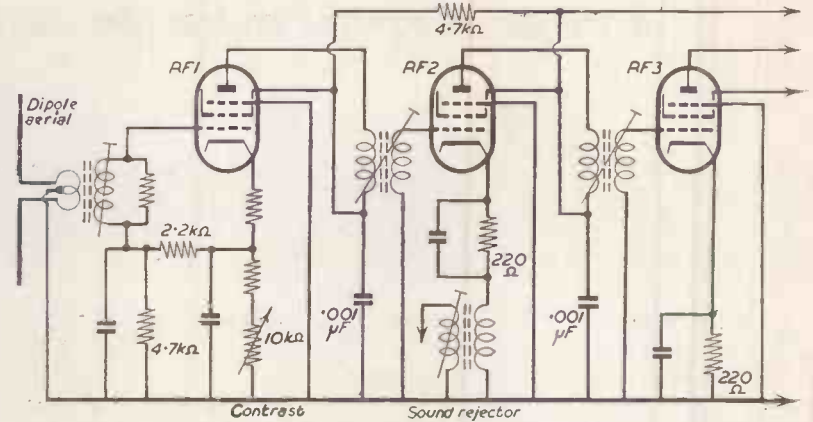 4·7kΩ
RF1
RF2
RF3
Dipole
aerial
2·2kΩ
220
Ω
·001
µF
·001
µF
4·7kΩ
10kΩ
220
Ω
Contrast
Sound rejector